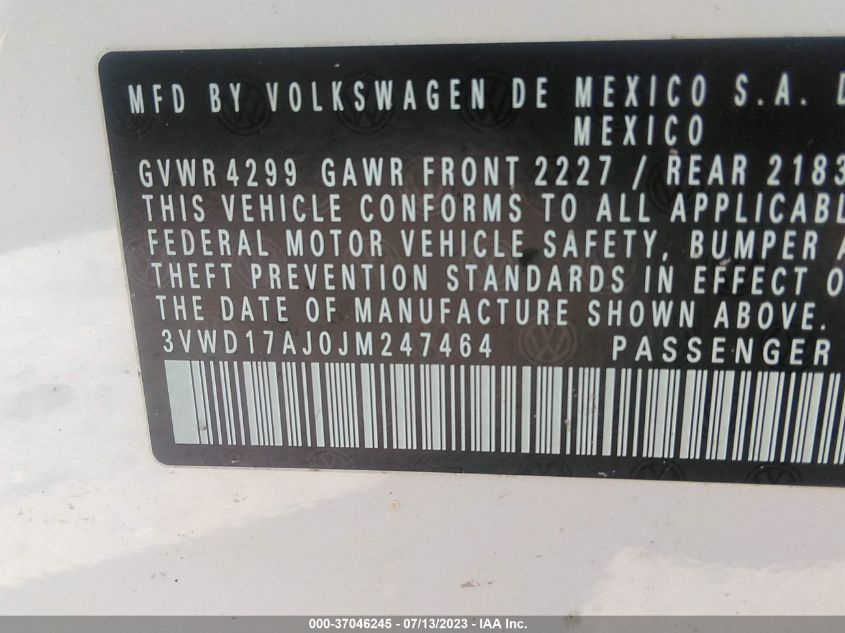 MFD BY VOLKSWAGEN DE MEXICO S.A. D
MEXICO
GVWR 4299 GAWR FRONT 2227 / REAR 2183
THIS VEHICLE CONFORMS TO ALL APPLICABL
FEDERAL MOTOR VEHICLE SAFETY, BUMPER A
THEFT PREVENTION STANDARDS IN EFFECT O
THE DATE OF MANUFACTURE SHOWN ABOVE.
3VWD17AJ0JM247464 PASSENGER
000-37046245 - 07/13/2023 - IAA Inc.